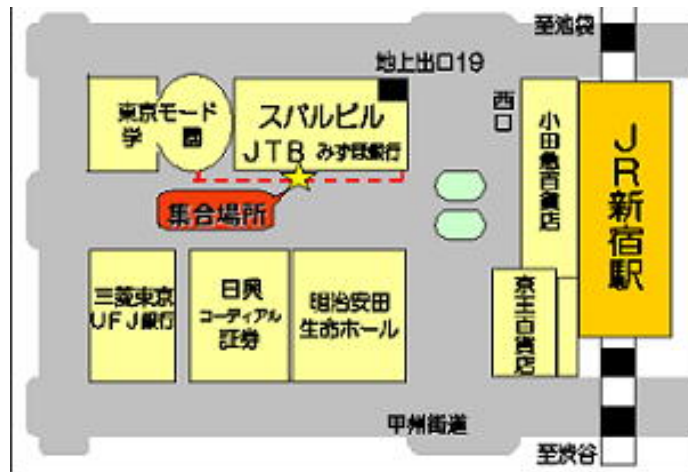 至池袋
地上出口19
東京モード
学園
スバルビル
JTB みずほ銀行
西口
小田急百貨店
JR新宿駅
集合場所
三菱東京
UFJ銀行
日興
コーディアル
証券
明治安田
生命ホール
京王百貨店
甲州街道
至渋谷